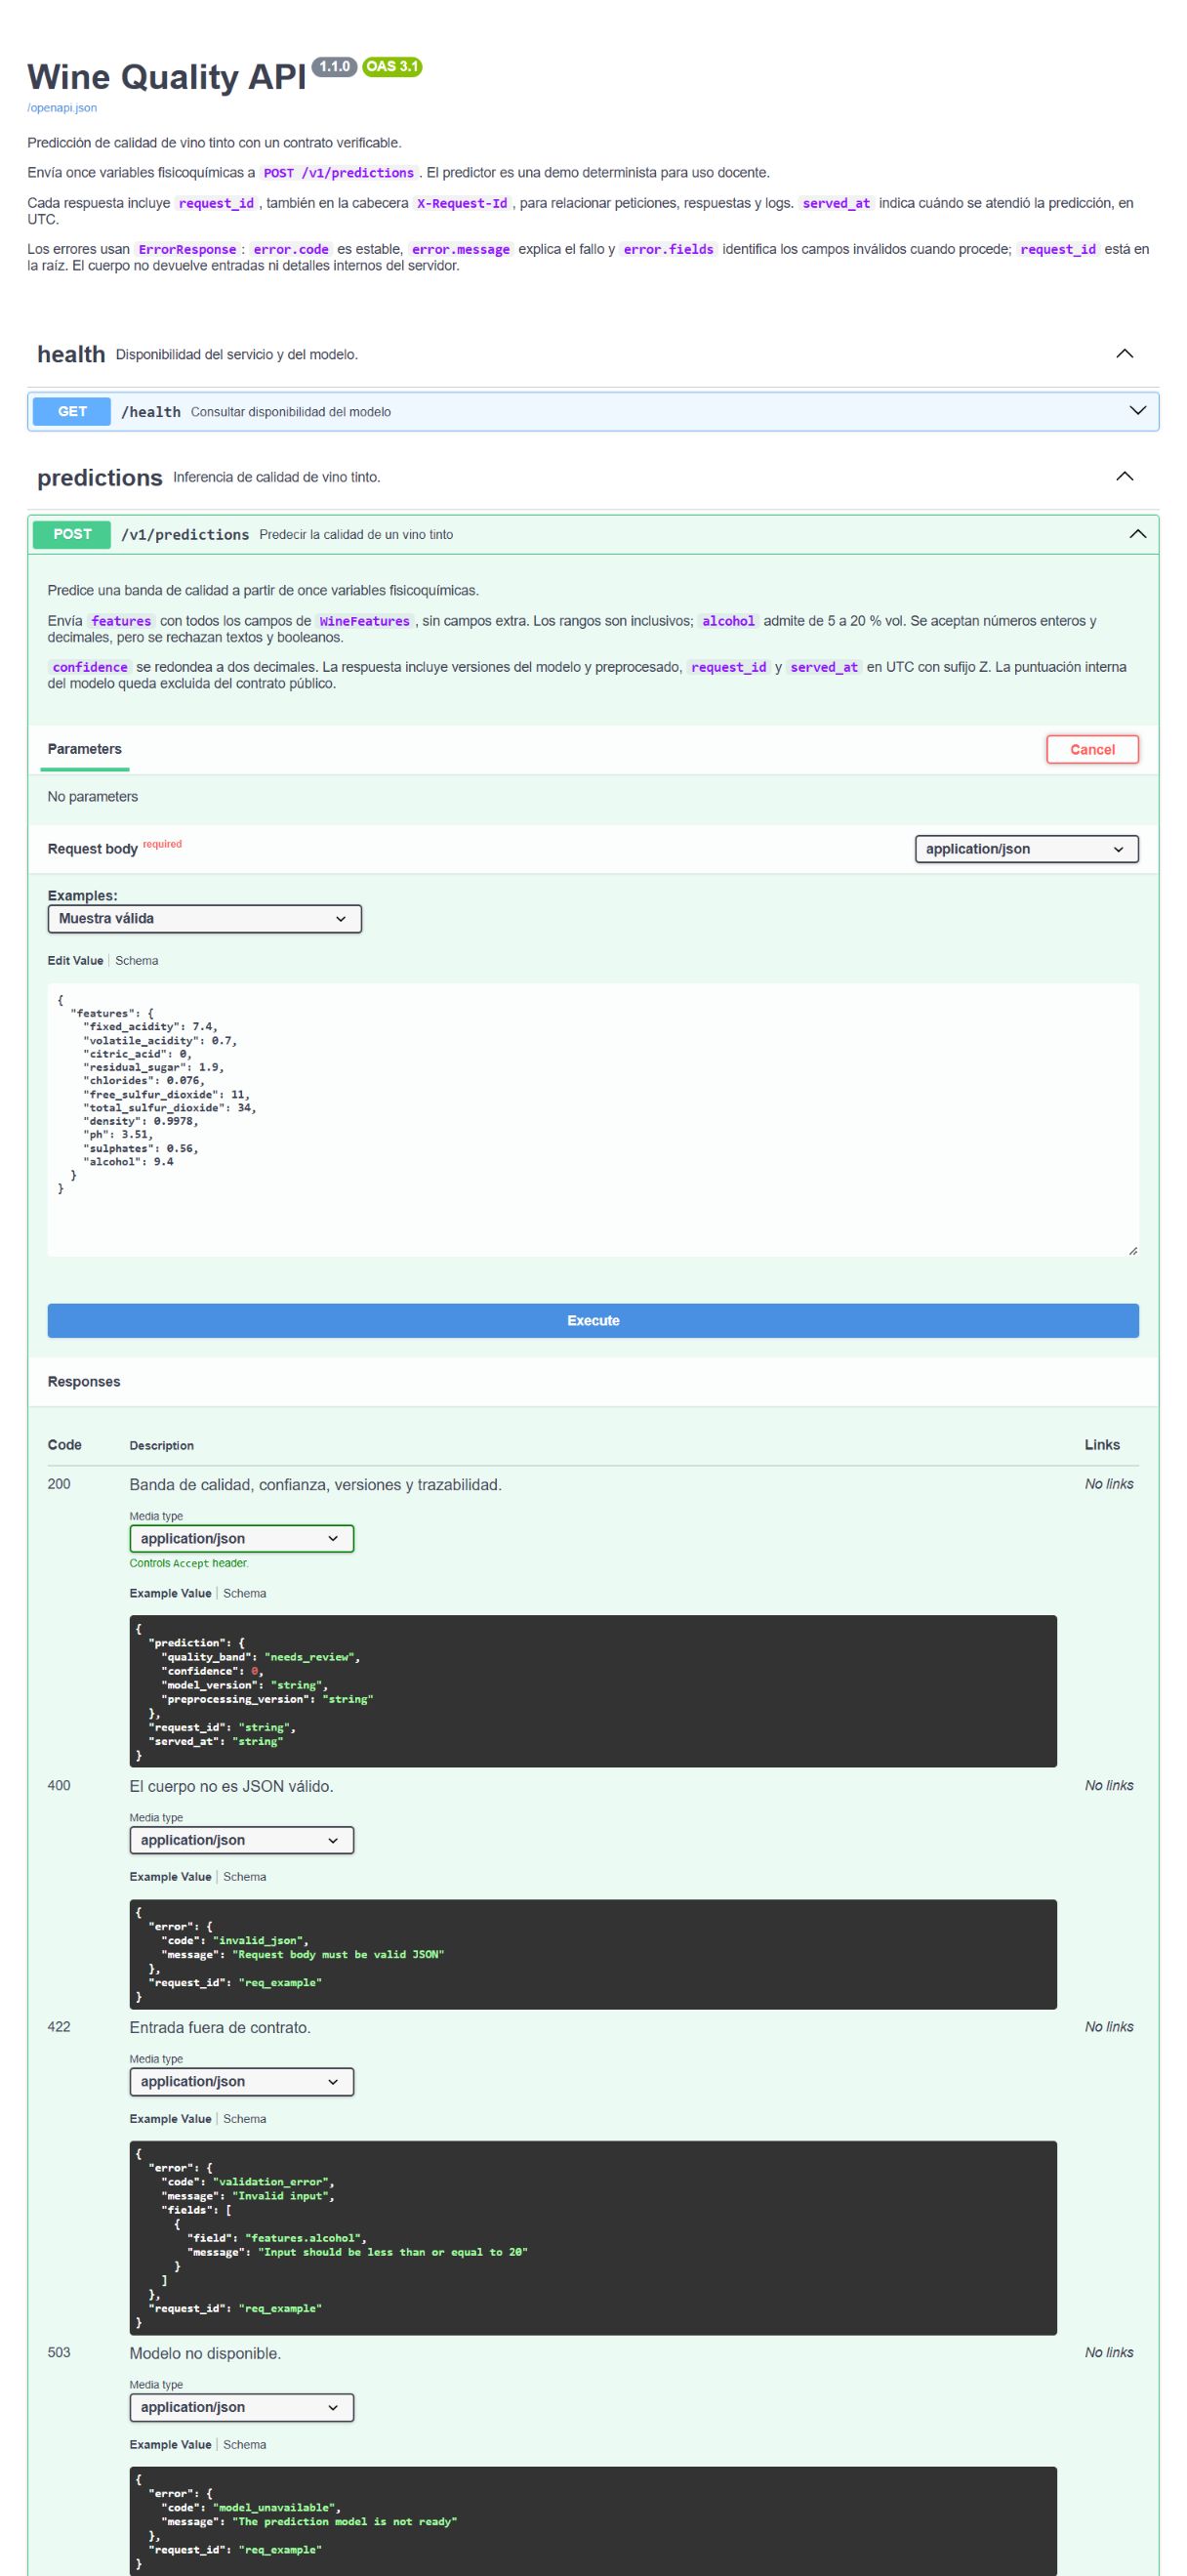 Wine Quality API 1.1.0 OAS 3.1
/openapi.json
Predicción de calidad de vino tinto con un contrato verificable.
Envía once variables fisicoquímicas a POST /v1/predictions . El predictor es una demo determinista para uso docente.
Cada respuesta incluye request_id , también en la cabecera X-Request-Id , para relacionar peticiones, respuestas y logs. served_at indica cuándo se atendió la predicción, en
UTC.
Los errores usan ErrorResponse : error.code es estable, error.message explica el fallo y error.fields identifica los campos inválidos cuando procede; request_id está en
la raíz. El cuerpo no devuelve entradas ni detalles internos del servidor.
health Disponibilidad del servicio y del modelo.
GET /health Consultar disponibilidad del modelo
predictions Inferencia de calidad de vino tinto.
POST /v1/predictions Predecir la calidad de un vino tinto
Predice una banda de calidad a partir de once variables fisicoquímicas.
Envía features con todos los campos de WineFeatures , sin campos extra. Los rangos son inclusivos; alcohol admite de 5 a 20 % vol. Se aceptan números enteros y
decimales, pero se rechazan textos y booleanos.
confidence se redondea a dos decimales. La respuesta incluye versiones del modelo y preprocesado, request_id y served_at en UTC con sufijo Z. La puntuación interna
del modelo queda excluida del contrato público.
Parameters Cancel
No parameters
Request body required application/json
Examples:
Muestra válida
Edit Value Schema
{
"features": {
"fixed_acidity": 7.4,
"volatile_acidity": 0.7,
"citric_acid": 0,
"residual_sugar": 1.9,
"chlorides": 0.076,
"free_sulfur_dioxide": 11,
"total_sulfur_dioxide": 34,
"density": 0.9978,
"ph": 3.51,
"sulphates": 0.56,
"alcohol": 9.4
}
}
Execute
Responses
Code Description Links
200 Banda de calidad, confianza, versiones y trazabilidad. No links
Media type
application/json
Controls Accept header.
Example Value Schema
{
"prediction": {
"quality_band": "needs_review",
"confidence": 0,
"model_version": "string",
"preprocessing_version": "string"
},
"request_id": "string",
"served_at": "string"
}
400 El cuerpo no es JSON válido. No links
Media type
application/json
Example Value Schema
{
"error": {
"code": "invalid_json",
"message": "Request body must be valid JSON"
},
"request_id": "req_example"
}
422 Entrada fuera de contrato. No links
Media type
application/json
Example Value Schema
{
"error": {
"code": "validation_error",
"message": "Invalid input",
"fields": [
{
"field": "features.alcohol",
"message": "Input should be less than or equal to 20"
}
]
},
"request_id": "req_example"
}
503 Modelo no disponible. No links
Media type
application/json
Example Value Schema
{
"error": {
"code": "model_unavailable",
"message": "The prediction model is not ready"
},
"request_id": "req_example"
}